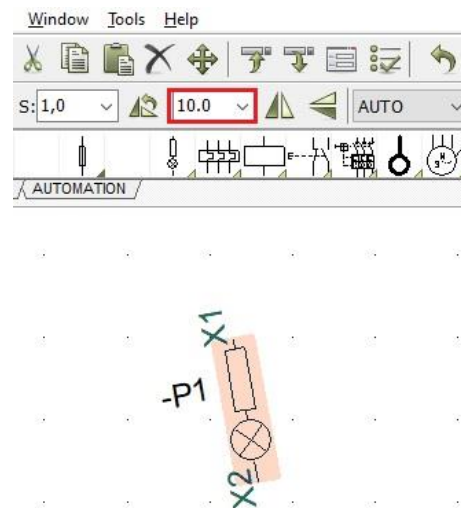 Window Tools Help
S: 1,0 10.0 AUTO
AUTOMATION
X1
-P1
X2